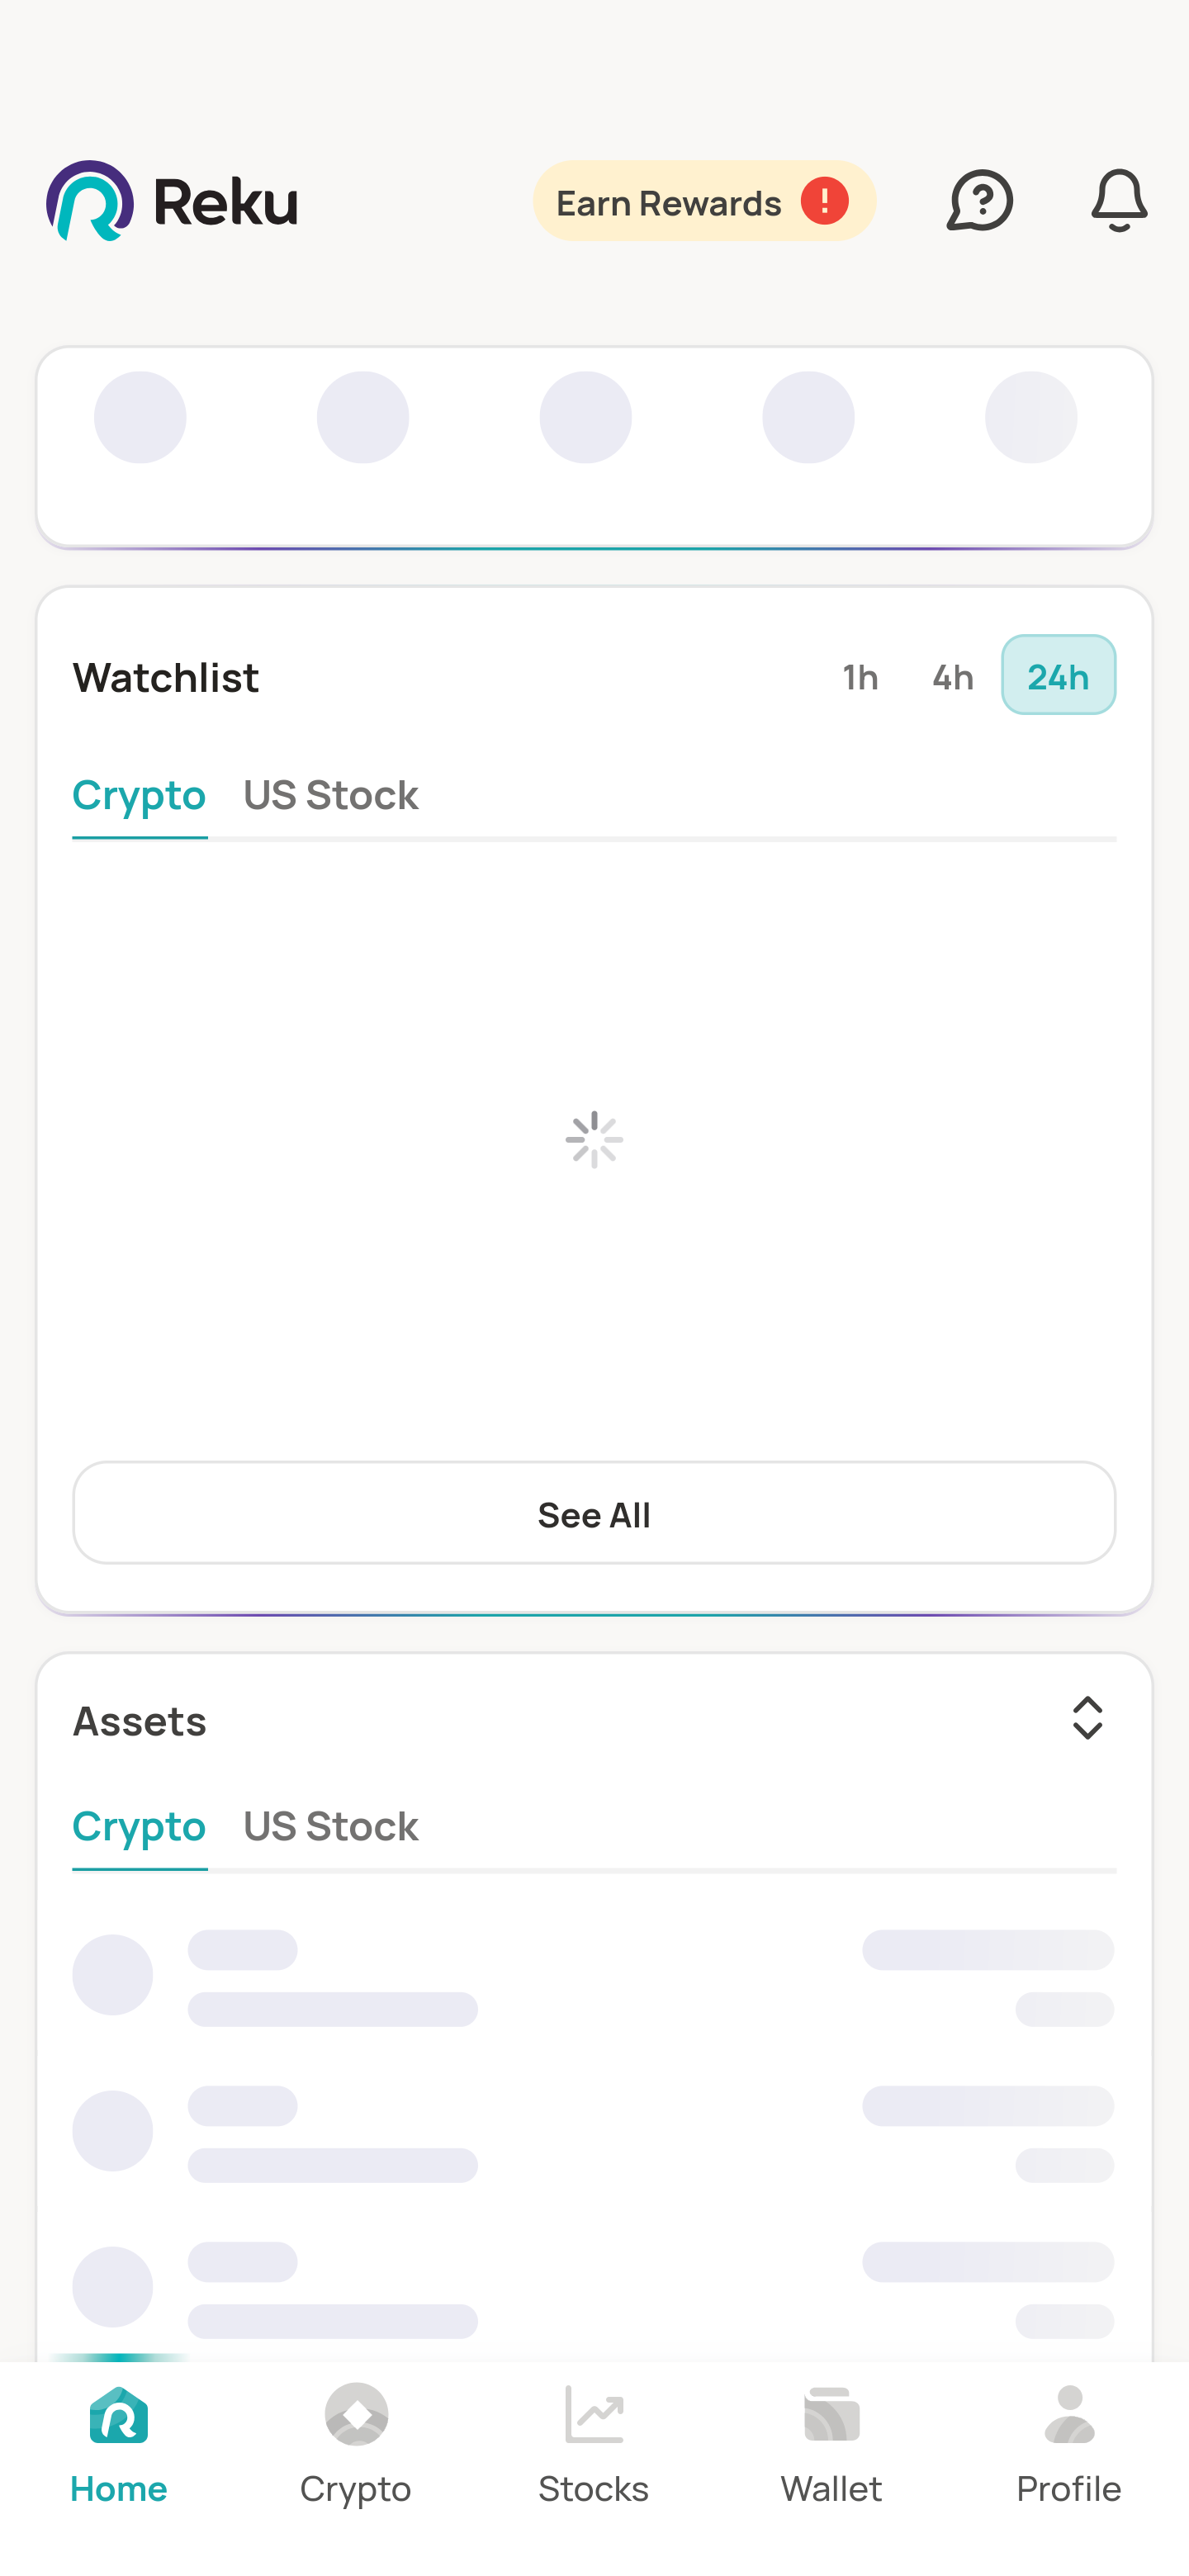 Reku
Earn Rewards !
Watchlist
1h 4h 24h
Crypto US Stock
See All
Assets
Crypto US Stock
Home Crypto Stocks Wallet Profile